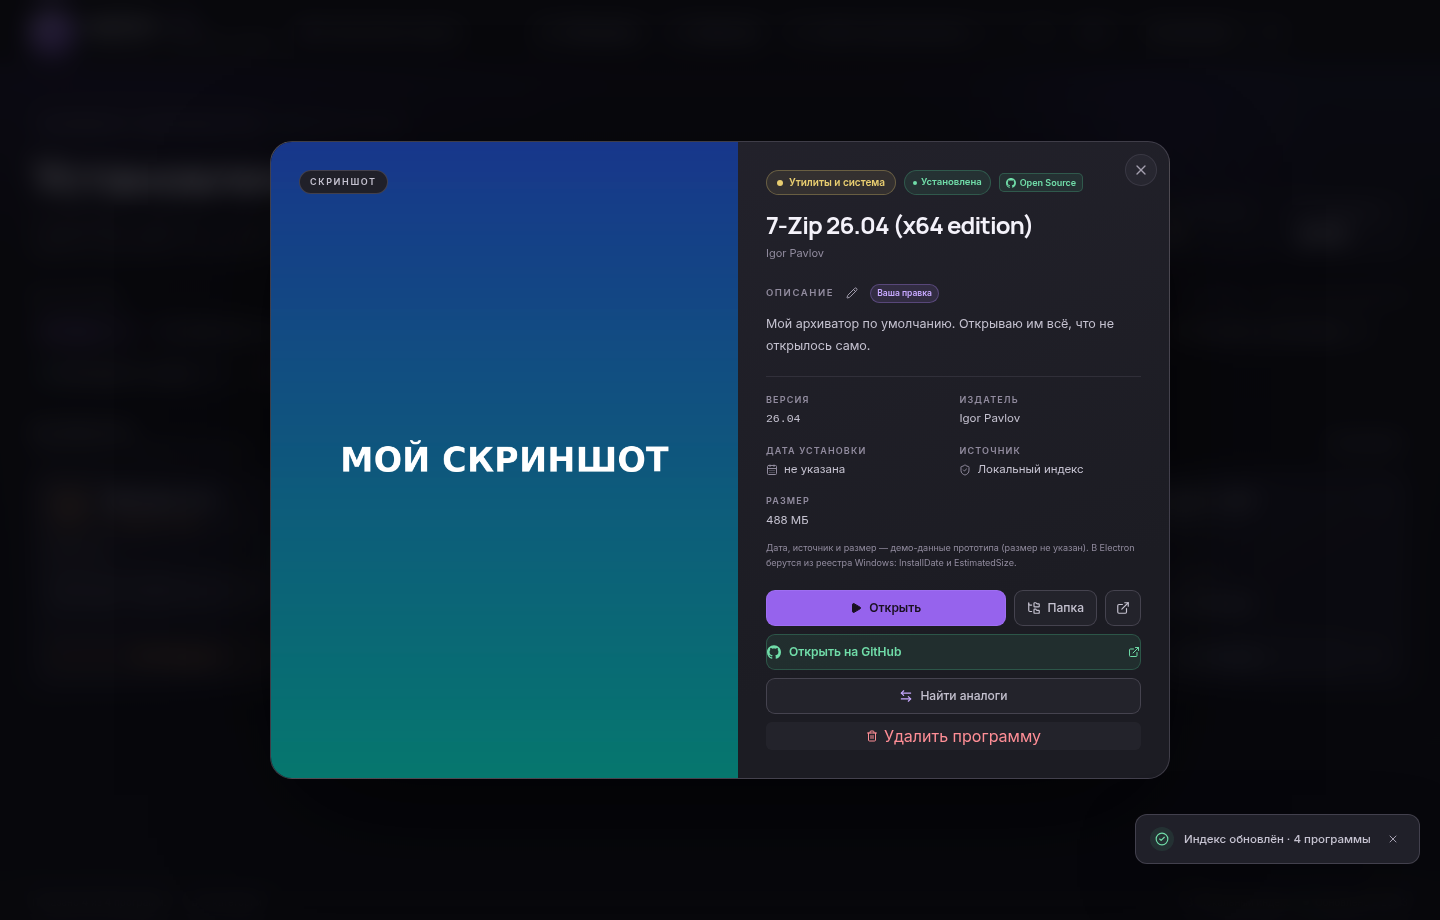 СКРИНШОТ
МОЙ СКРИНШОТ
Утилиты и система
Установлена
Open Source
7-Zip 26.04 (x64 edition)
Igor Pavlov
ОПИСАНИЕ
Ваша правка
Мой архиватор по умолчанию. Открываю им всё, что не
открылось само.
ВЕРСИЯ
ИЗДАТЕЛЬ
26.04
Igor Pavlov
ДАТА УСТАНОВКИ
ИСТОЧНИК
не указана
Локальный индекс
РАЗМЕР
488 МБ
Дата, источник и размер — демо-данные прототипа (размер не указан). В Electron
берутся из реестра Windows: InstallDate и EstimatedSize.
Открыть
Папка
Открыть на GitHub
Найти аналоги
Удалить программу
Индекс обновлён · 4 программы